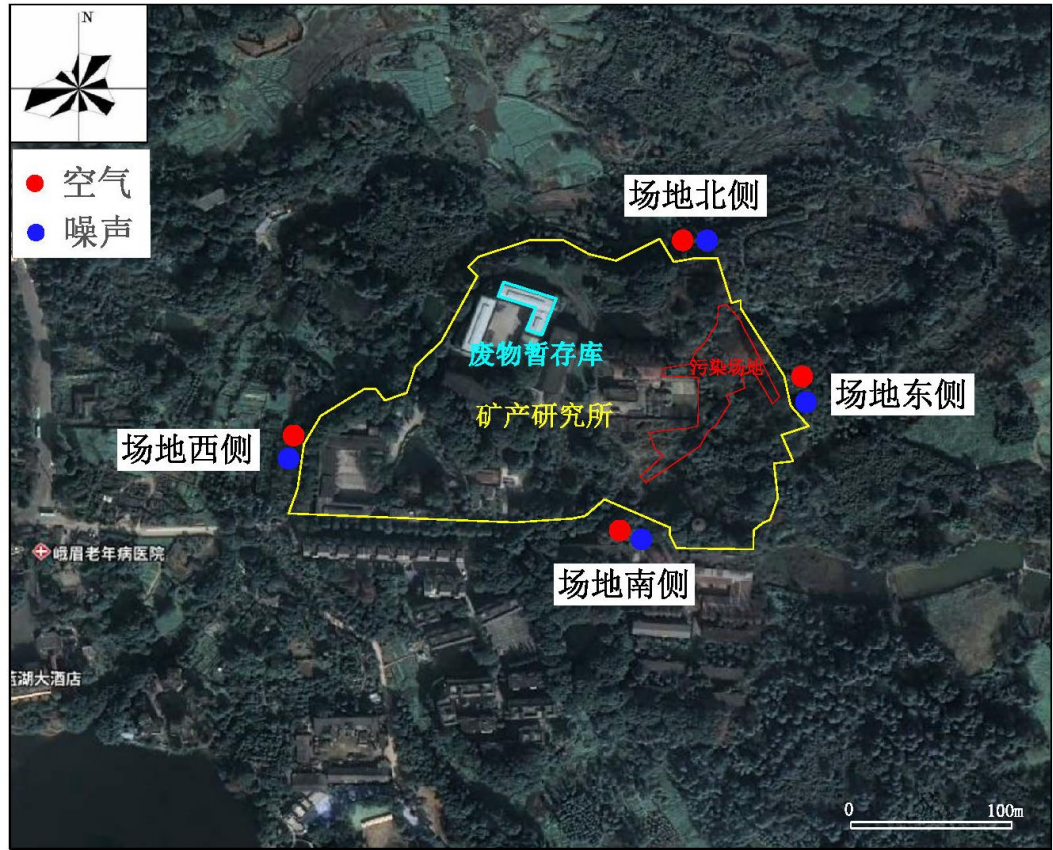 N
空气
噪声
场地北侧
废物暂存库
污染场地
场地东侧
矿产研究所
场地西侧
峨眉老年病医院
场地南侧
湖大酒店
0 100m